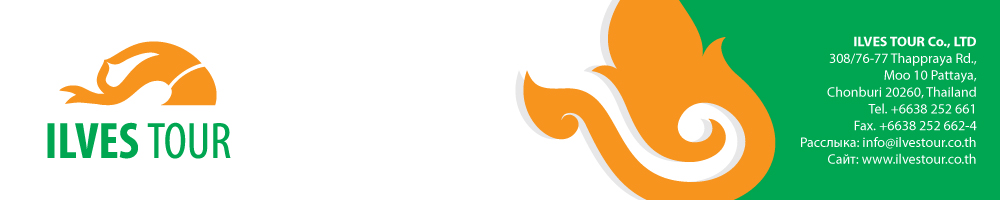 ILVES TOUR
ILVES TOUR Co., LTD
308/76-77 Thappraya Rd.,
Moo 10 Pattaya,
Chonburi 20260, Thailand
Tel. +6638 252 661
Fax. +6638 252 662-4
Расслыка: info@ilvestour.co.th
Сайт: www.ilvestour.co.th